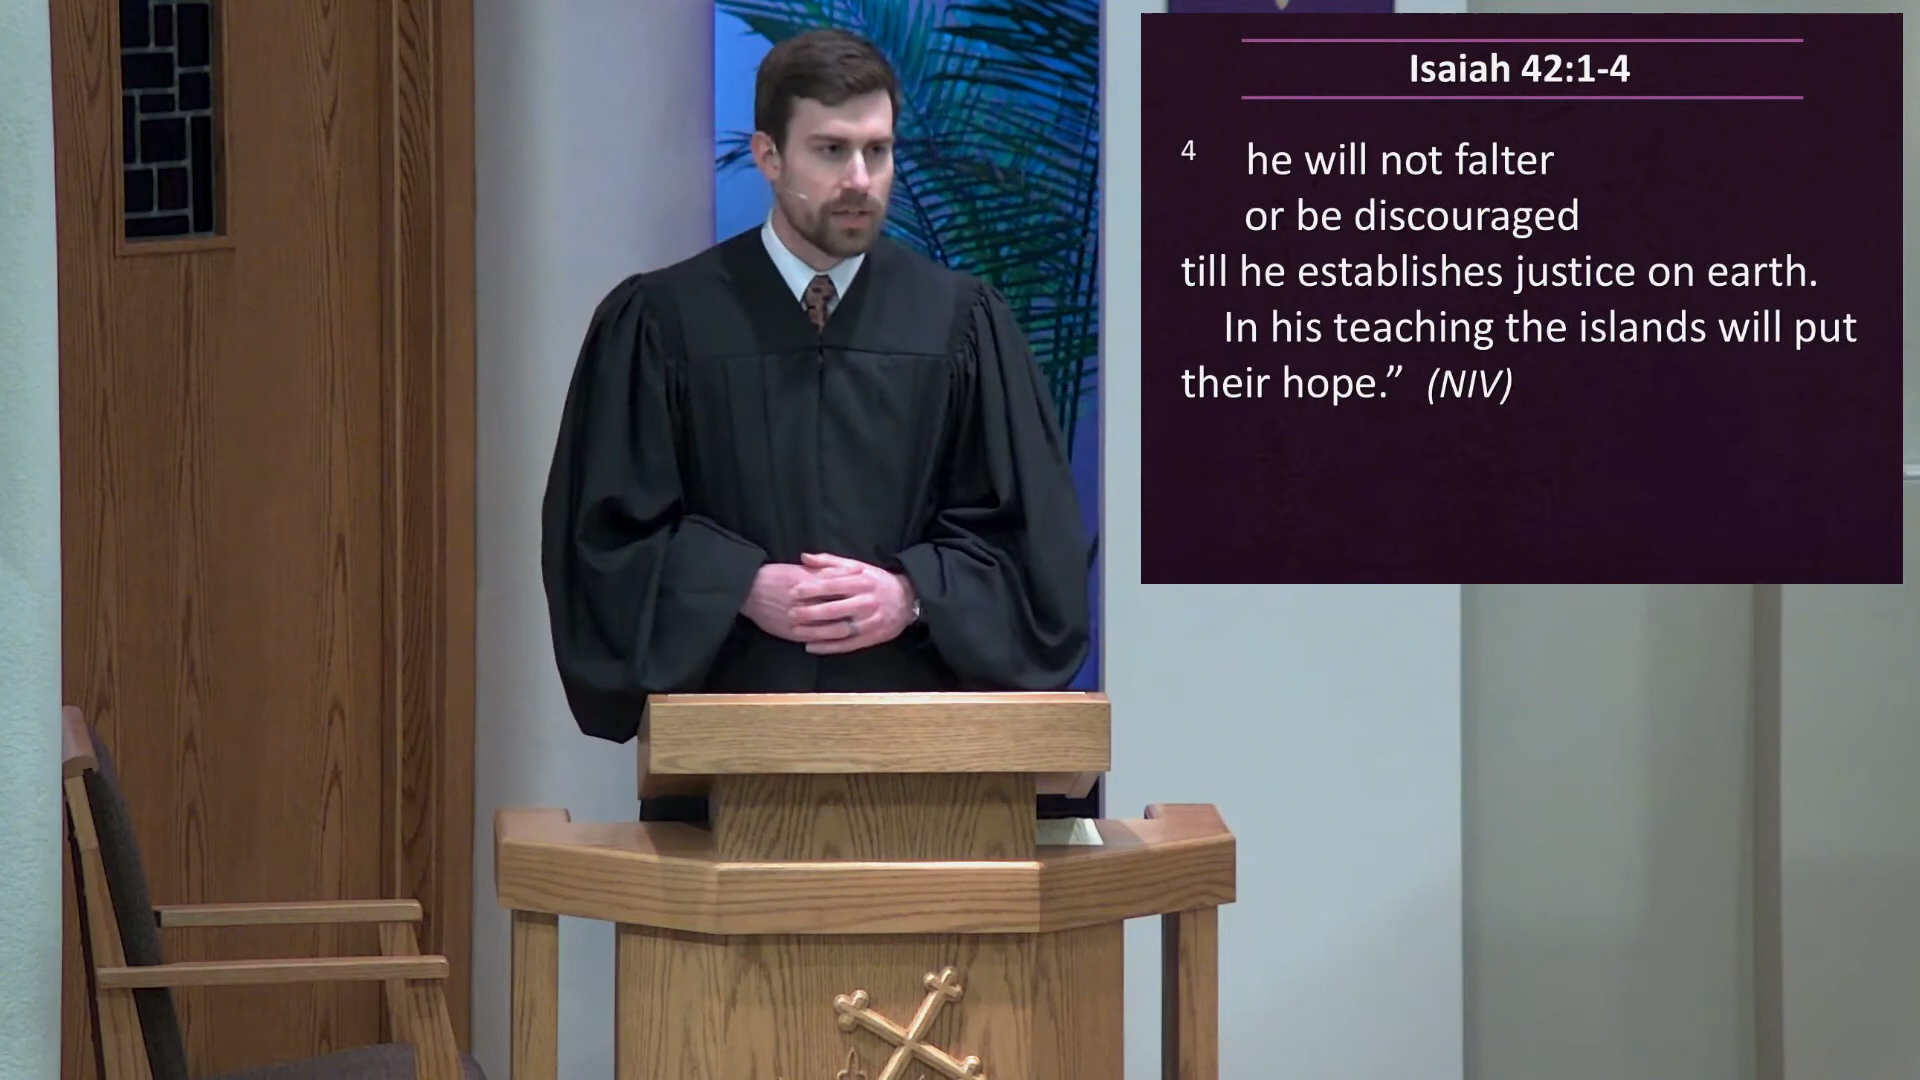 Isaiah 42:1-4
4 he will not falter
or be discouraged
till he establishes justice on earth.
In his teaching the islands will put
their hope.” (NIV)